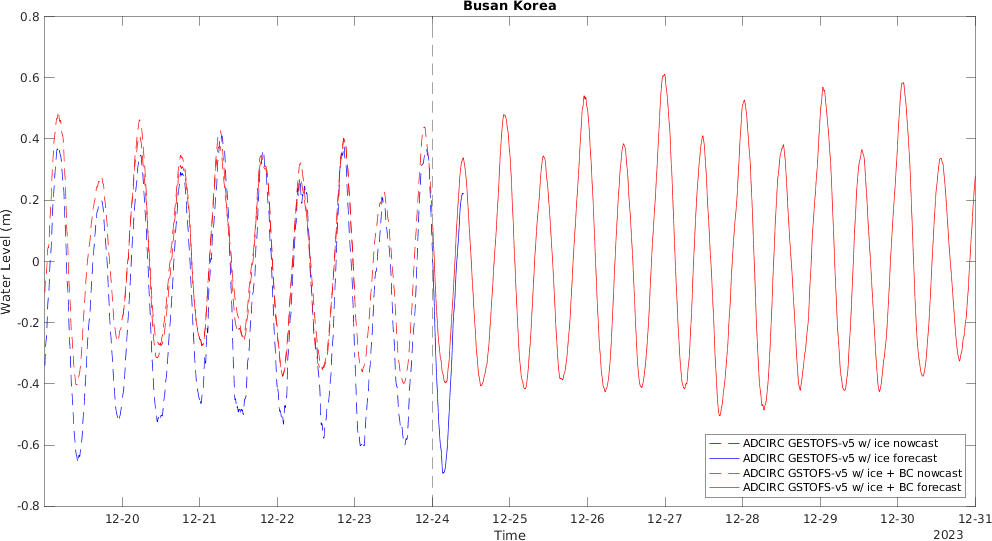 Busan Korea
0.8
0.6
0.4
0.2
0
-0.2
-0.4
-0.6
-0.8
Water Level (m)
ADCIRC GESTOFS-v5 w/ ice nowcast
ADCIRC GESTOFS-v5 w/ ice forecast
ADCIRC GSTOFS-v5 w/ ice + BC nowcast
ADCIRC GSTOFS-v5 w/ ice + BC forecast
12-20 12-21 12-22 12-23 12-24 12-25 12-26 12-27 12-28 12-29 12-30 12-31
Time
2023